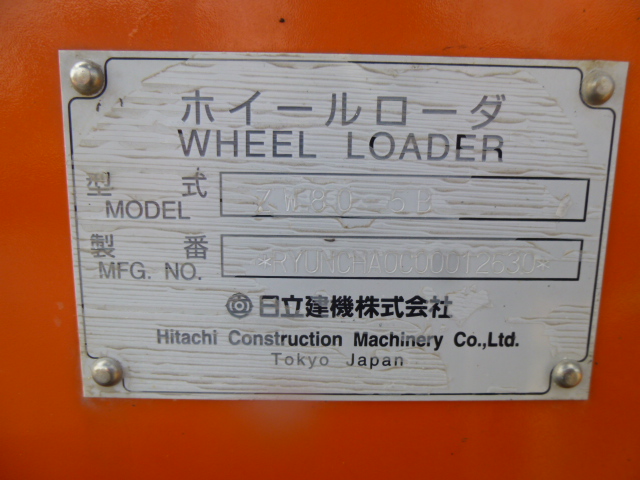 ホイールローダ
WHEEL LOADER
型 式
MODEL
製 番
MFG. NO.
日立建機株式会社
Hitachi Construction Machinery Co.,Ltd.
Tokyo Japan